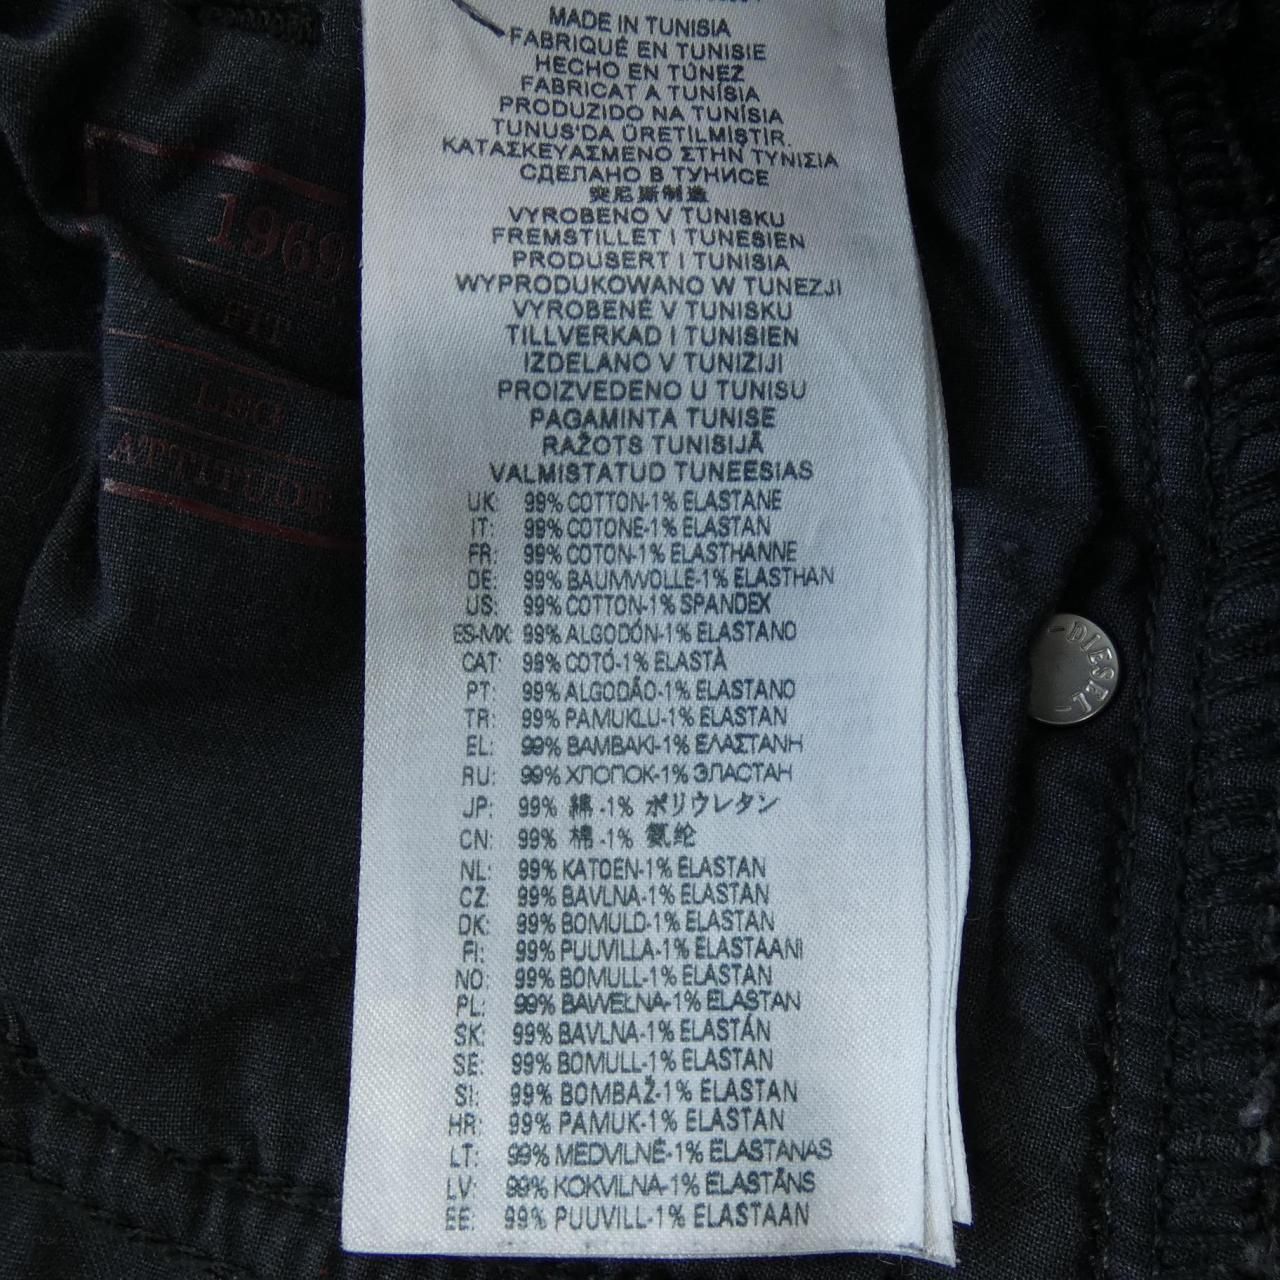 MADE IN TUNISIA
FABRIQUÉ EN TUNISIE
HECHO EN TÚNEZ
FABRICAT A TUNÍSIA
PRODUZIDO NA TUNÍSIA
TUNUS'DA ÜRETILMIŞTIR.
ΚΑΤΑΣΚΕΥΑΣΜΕΝΟ ΣΤΗΝ ΤΥΝΙΣΙΑ
СДЕЛАНО В ТУНИСЕ
突尼斯制造
VYROBENO V TUNISKU
FREMSTILLET I TUNESIEN
PRODUSERT I TUNISIA
WYPRODUKOWANO W TUNEZJI
VYROBENÉ V TUNISKU
TILLVERKAD I TUNISIEN
IZDELANO V TUNIZIJI
PROIZVEDENO U TUNISU
PAGAMINTA TUNISE
RAŽOTS TUNISIJĀ
VALMISTATUD TUNEESIAS
UK: 99% COTTON-1% ELASTANE
IT: 99% COTONE-1% ELASTAN
FR: 99% COTON-1% ELASTHANNE
DE: 99% BAUMWOLLE-1% ELASTHAN
US: 99% COTTON-1% SPANDEX
ES-MX: 99% ALGODÓN-1% ELASTANO
CAT: 99% COTÓ-1% ELASTÀ
PT: 99% ALGODÃO-1% ELASTANO
TR: 99% PAMUKLU-1% ELASTAN
EL: 99% ΒΑΜΒΑΚΙ-1% ΕΛΑΣΤΑΝΗ
RU: 99% ХЛОПОК-1% ЭЛАСТАН
JP: 99% 綿 -1% ポリウレタン
CN: 99% 棉 -1% 氨纶
NL: 99% KATOEN-1% ELASTAN
CZ: 99% BAVLNA-1% ELASTAN
DK: 99% BOMULD-1% ELASTAN
FI: 99% PUUVILLA-1% ELASTAANI
NO: 99% BOMULL-1% ELASTAN
PL: 99% BAWEŁNA-1% ELASTAN
SK: 99% BAVLNA-1% ELASTÁN
SE: 99% BOMULL-1% ELASTAN
SI: 99% BOMBAŽ-1% ELASTAN
HR: 99% PAMUK-1% ELASTAN
LT: 99% MEDVILNĖ-1% ELASTANAS
LV: 99% KOKVILNA-1% ELASTĀNS
EE: 99% PUUVILL-1% ELASTAAN
1969
FIT
LEG
ATTITUDE
-DIESEL-